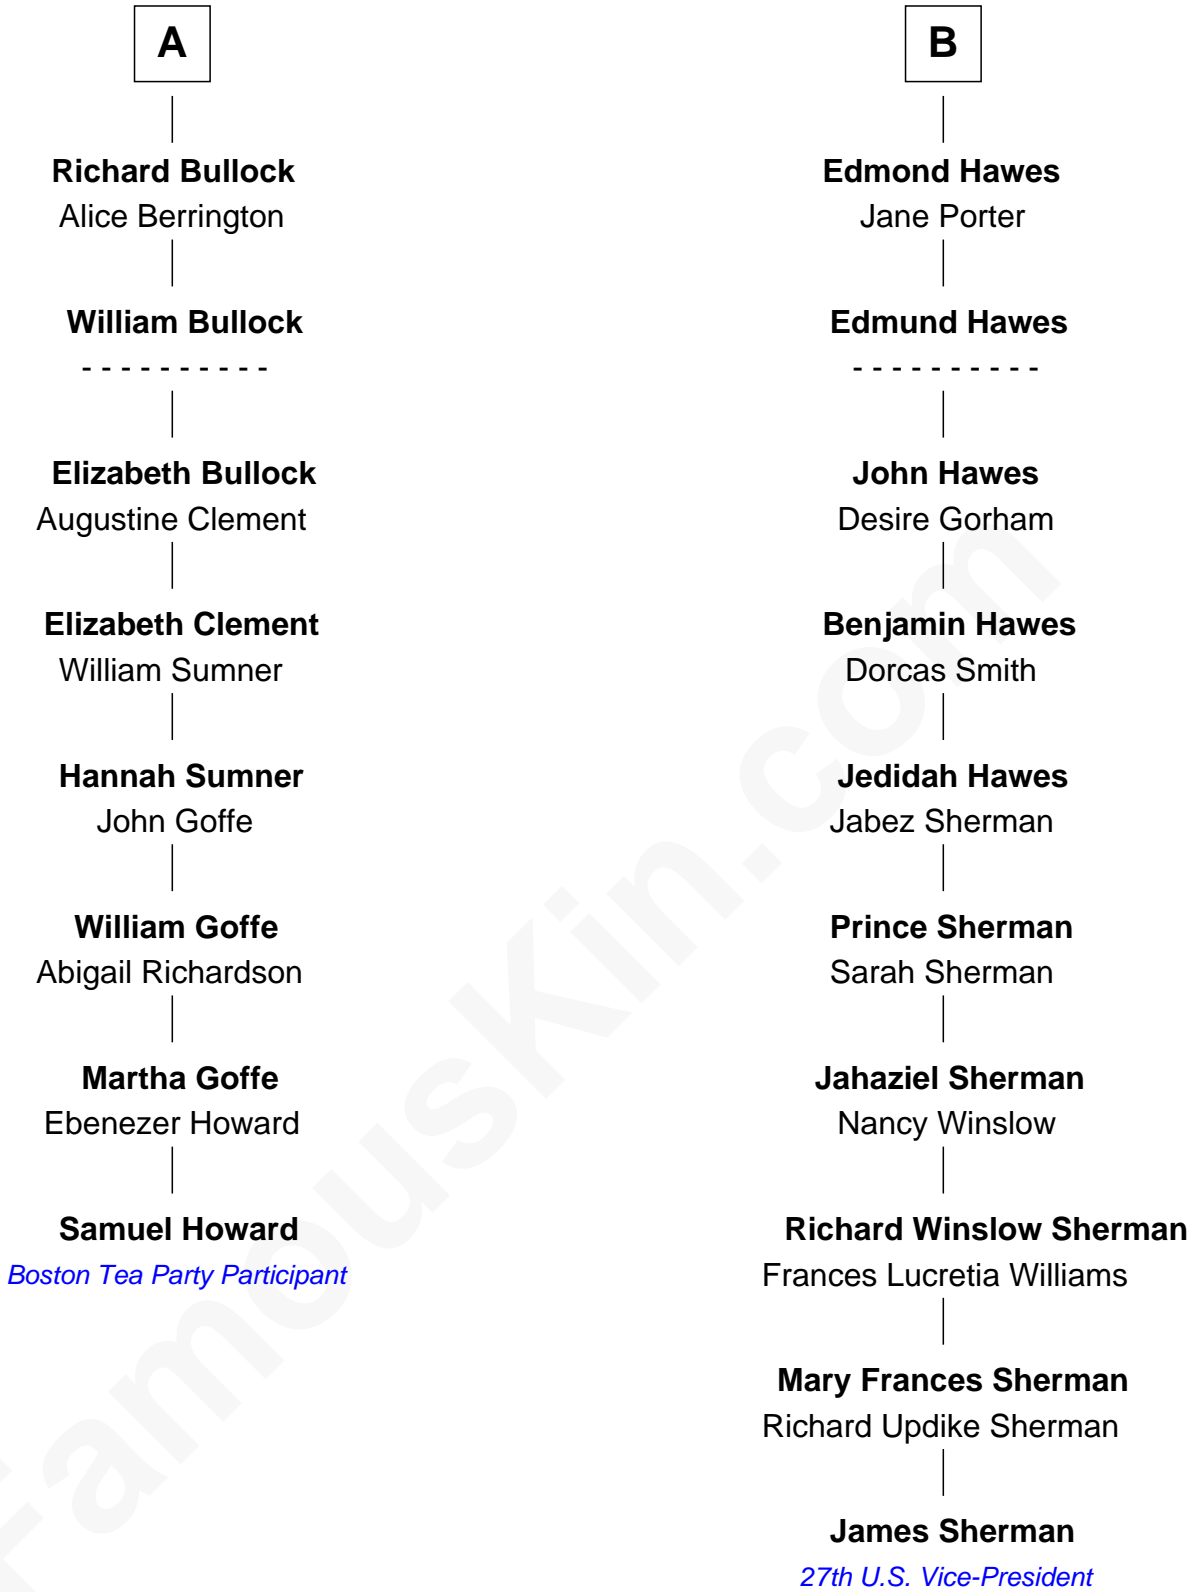 A
Richard Bullock
Alice Berrington
William Bullock
- - - - - - - - - -
Elizabeth Bullock
Augustine Clement
Elizabeth Clement
William Sumner
Hannah Sumner
John Goffe
William Goffe
Abigail Richardson
Martha Goffe
Ebenezer Howard
Samuel Howard
Boston Tea Party Participant
B
Edmond Hawes
Jane Porter
Edmund Hawes
- - - - - - - - - -
John Hawes
Desire Gorham
Benjamin Hawes
Dorcas Smith
Jedidah Hawes
Jabez Sherman
Prince Sherman
Sarah Sherman
Jahaziel Sherman
Nancy Winslow
Richard Winslow Sherman
Frances Lucretia Williams
Mary Frances Sherman
Richard Updike Sherman
James Sherman
27th U.S. Vice-President
FamousKin.com